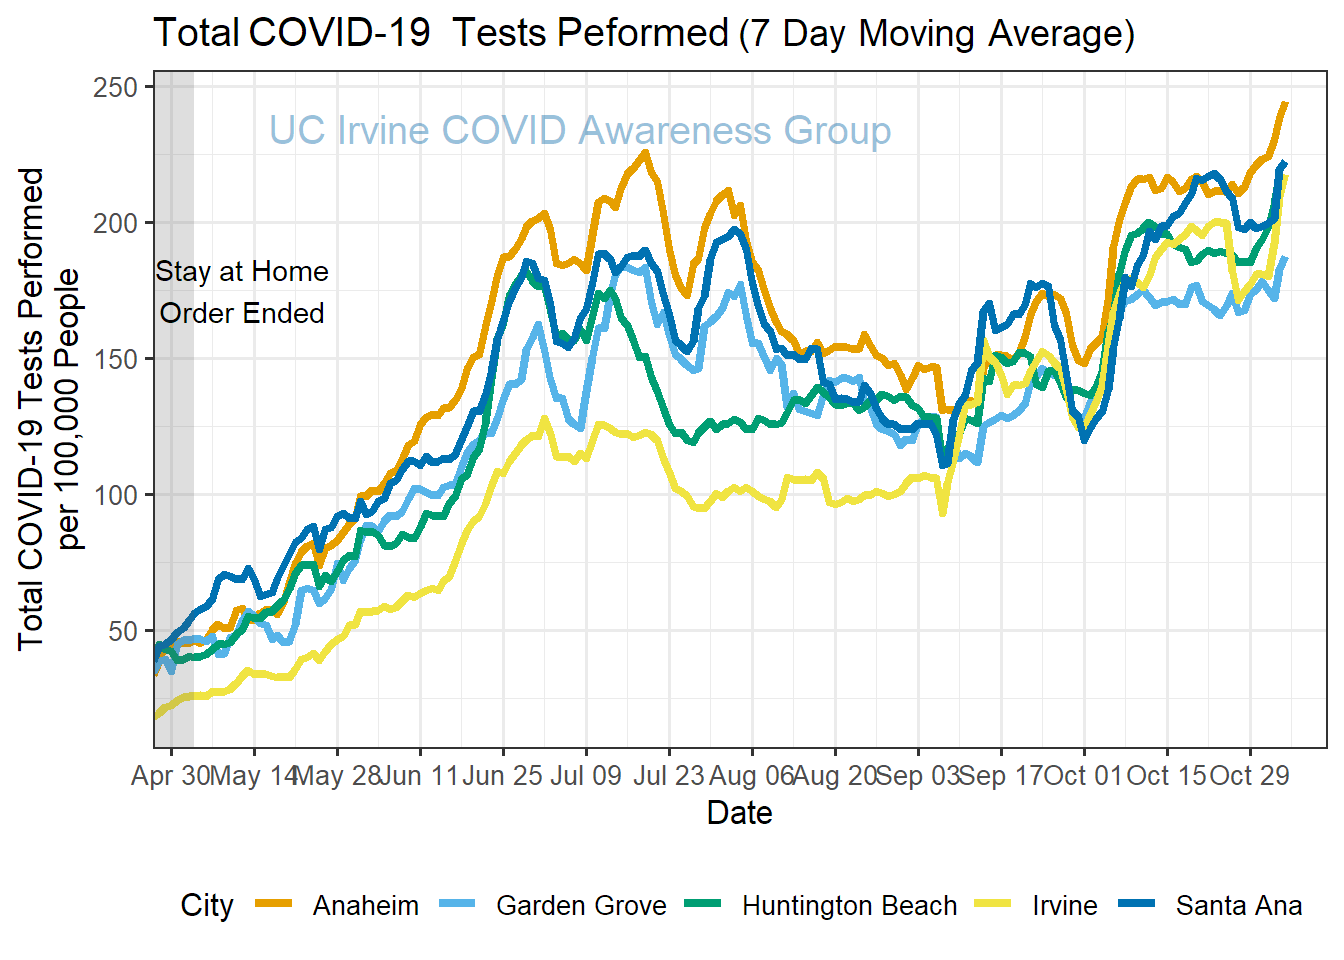 Total COVID-19  Tests Peformed (7 Day Moving Average)
UC Irvine COVID Awareness Group
Stay at Home
Order Ended
Total COVID-19 Tests Performed
per 100,000 People
250
200
150
100
50
Apr 30 May 14 May 28 Jun 11 Jun 25 Jul 09 Jul 23 Aug 06 Aug 20 Sep 03 Sep 17 Oct 01 Oct 15 Oct 29
Date
City Anaheim Garden Grove Huntington Beach Irvine Santa Ana